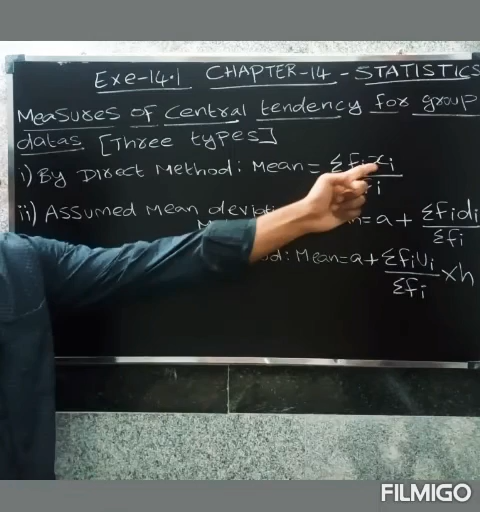 Exe-14.1 CHAPTER-14 - STATISTICS
Measures of central tendency for group
datas [Three types]
i) By Direct Method: Mean = Σfixi
i
ii) Assumed mean = a + Σfidi
Σfi
Mean = a + Σfiui × h
Σfi
FILMIGO